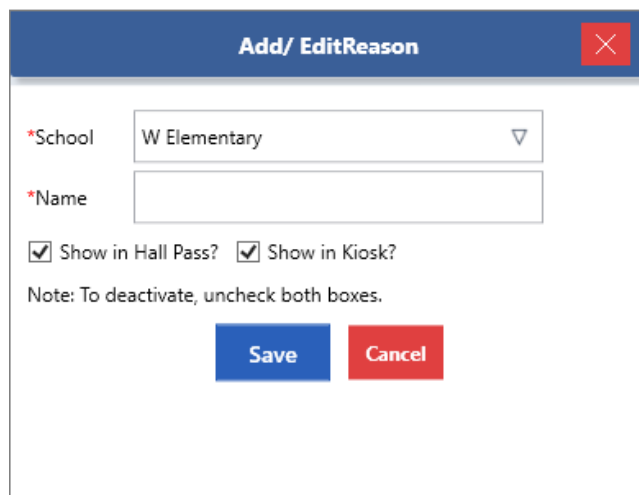 Add/ EditReason
*School W Elementary
*Name
Show in Hall Pass? Show in Kiosk?
Note: To deactivate, uncheck both boxes.
Save Cancel